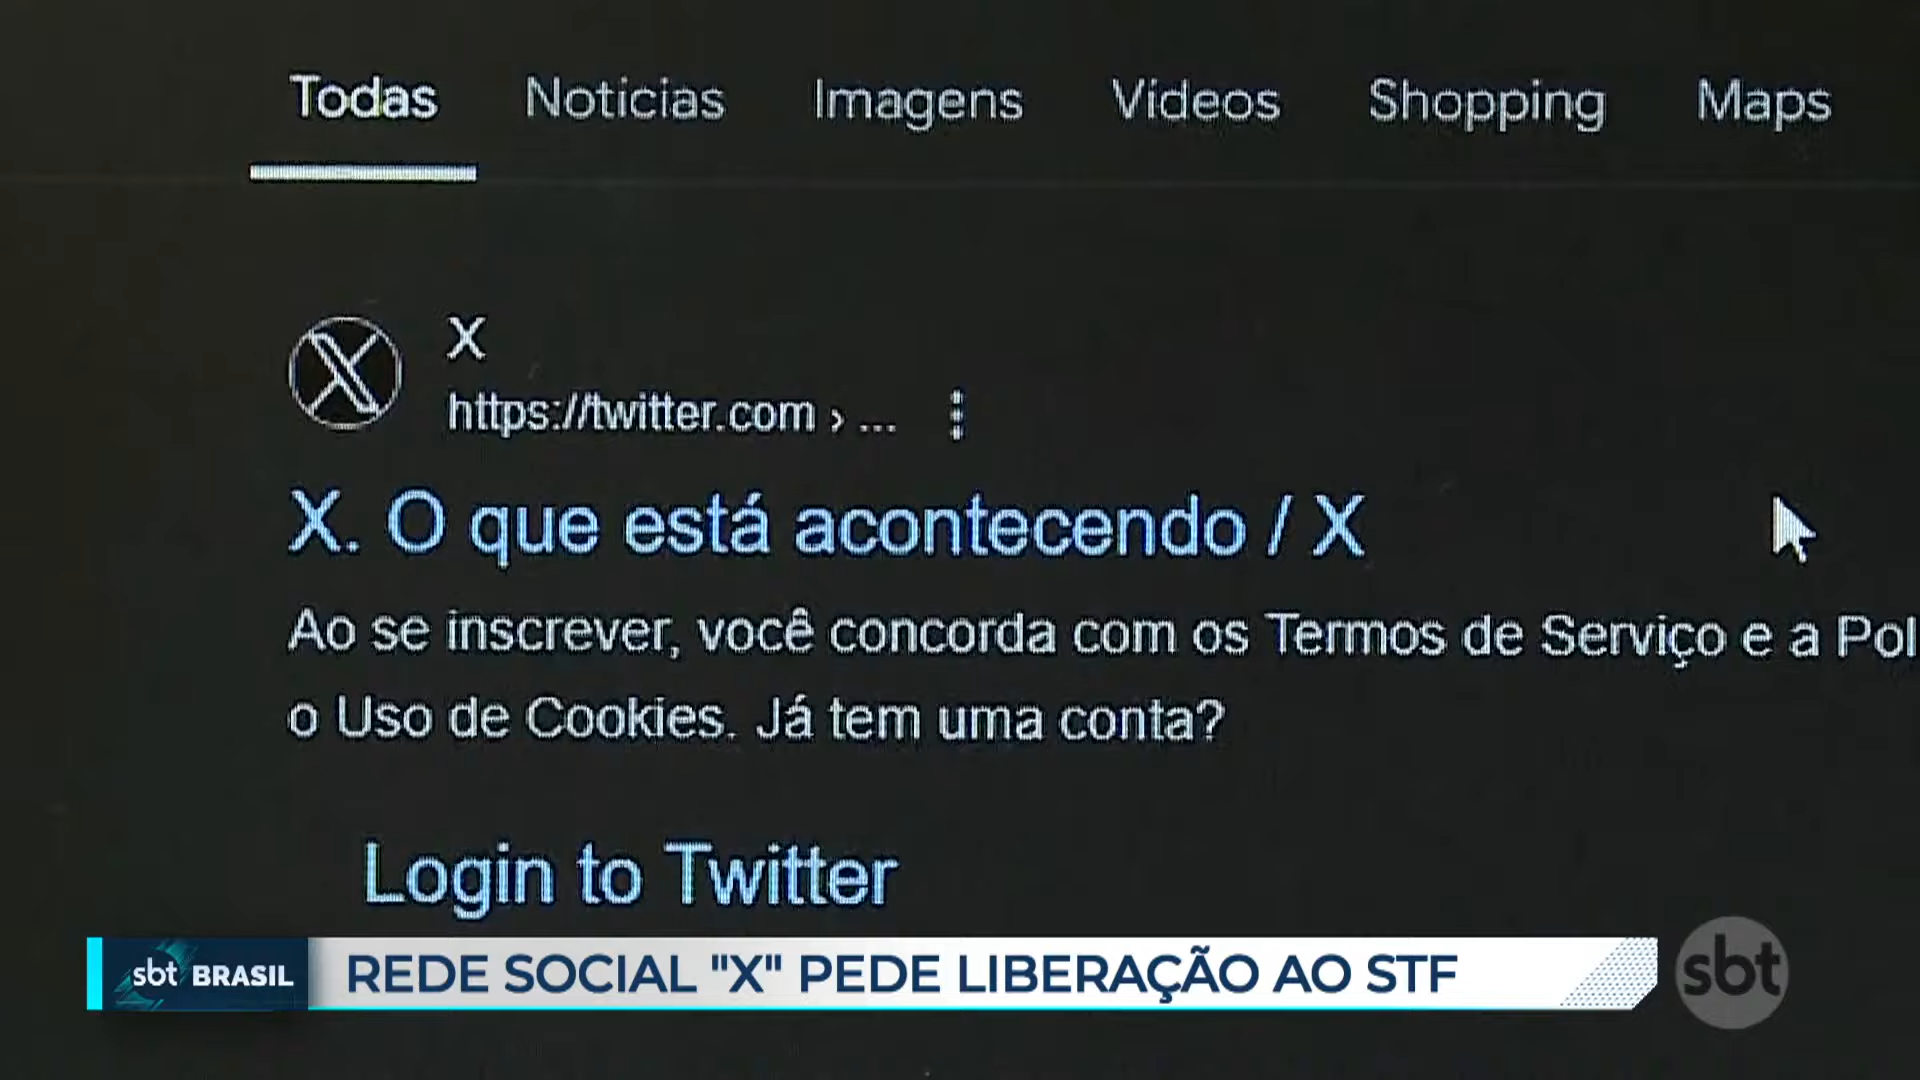 Todas Notícias Imagens Vídeos Shopping Maps
X
https://twitter.com › ...
X. O que está acontecendo / X
Ao se inscrever, você concorda com os Termos de Serviço e a Pol
o Uso de Cookies. Já tem uma conta?
Login to Twitter
sbt BRASIL REDE SOCIAL "X" PEDE LIBERAÇÃO AO STF
sbt